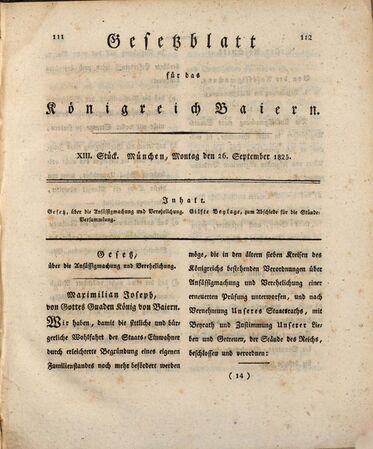 111
Gesetzblatt
112
für das
Königreich Baiern.
XIII. Stück. München, Montag den 26. September 1825.
Inhalt.
Gesetz, über die Ansässigmachung und Verehelichung. Eilfte Beylage, zum Abschiede für die Stände-
Versammlung.
Gesetz,
über die Ansässigmachung und Verehelichung.
Maximilian Joseph,
von Gottes Gnaden König von Baiern.
Wir haben, damit die sittliche und bür-
gerliche Wohlfahrt der Staats-Einwohner
durch erleichterte Begründung eines eigenen
Familienstandes noch mehr befördert werden
möge, die in den ältern sieben Kreisen des
Königreichs bestehenden Verordnungen über
Ansässigmachung und Verehelichung einer
erneuerten Prüfung unterworfen, und nach
Vernehmung Unseres Staatsraths, mit
Beyrath und Zustimmung Unserer Lie-
ben und Getreuen, der Stände des Reichs,
beschlossen und verordnen:
(14)